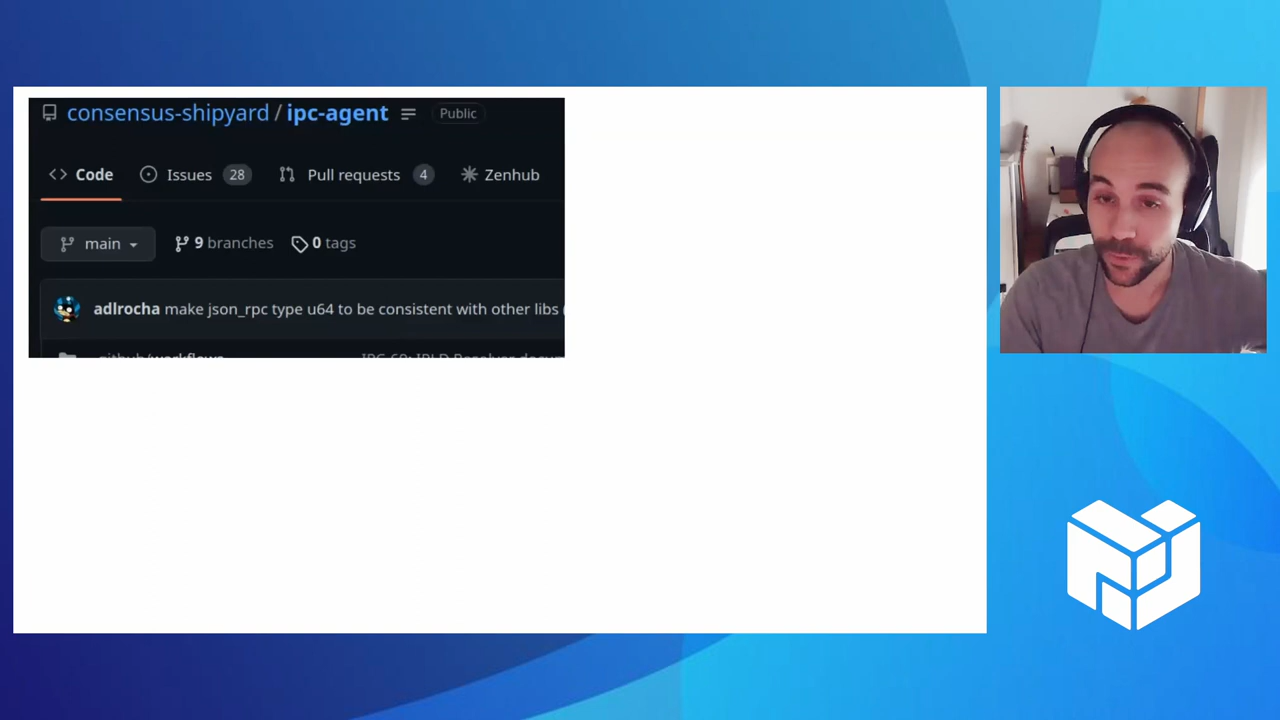 consensus-shipyard / ipc-agent Public
Code Issues 28 Pull requests 4 Zenhub
main 9 branches 0 tags
adlrocha make json_rpc type u64 to be consistent with other libs